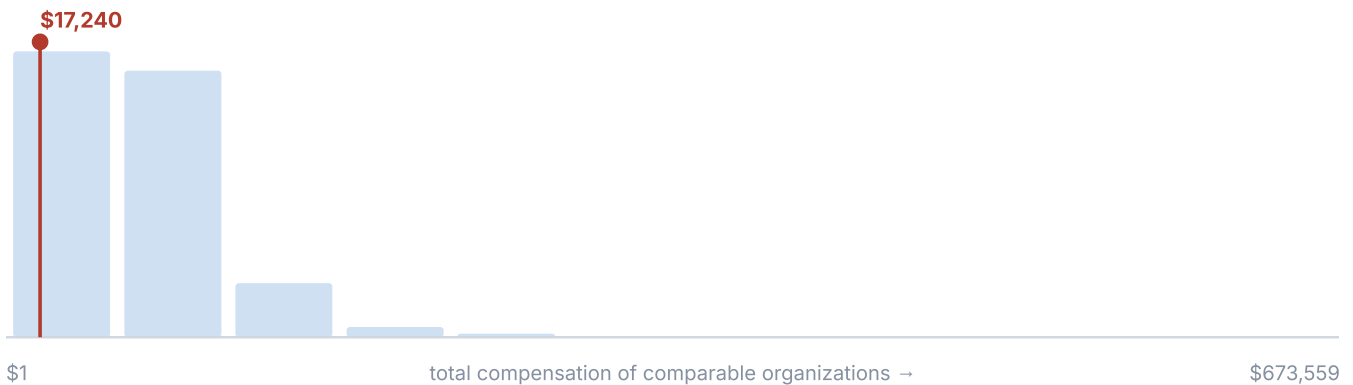 $17,240
$1
total compensation of comparable organizations →
$673,559